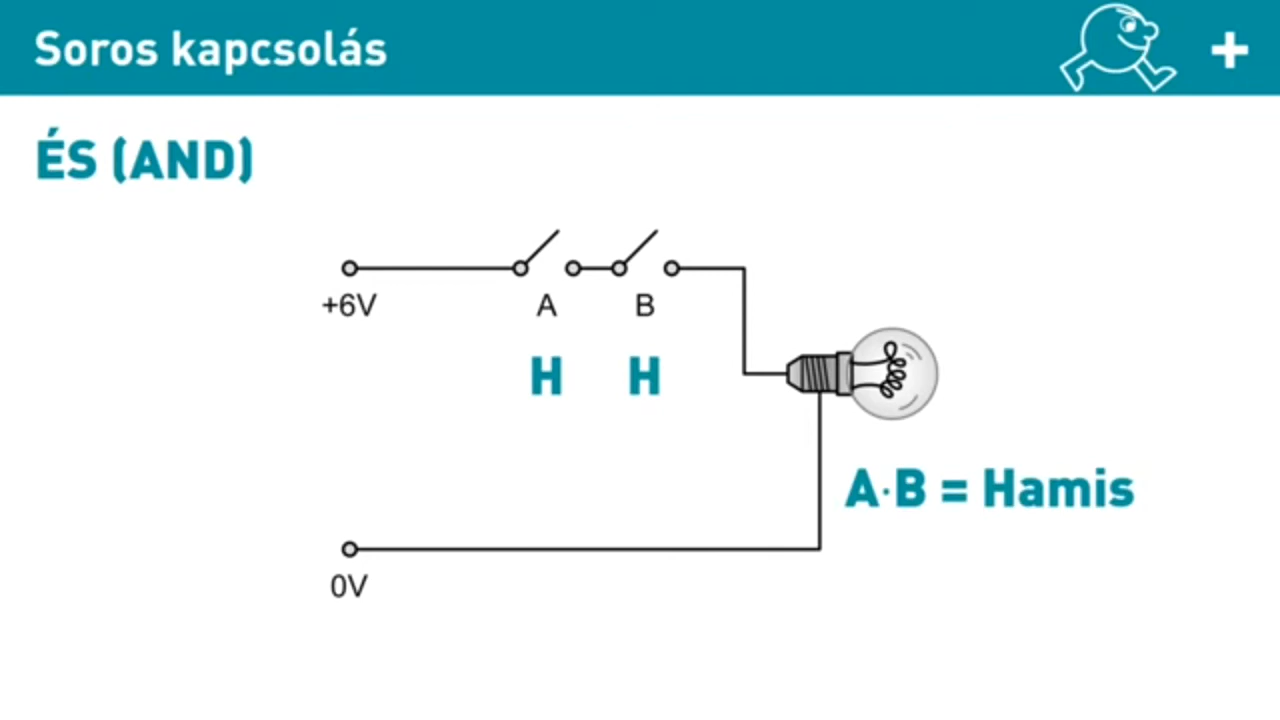 Soros kapcsolás
+
ÉS (AND)
+6V
A B
H H
A·B = Hamis
0V